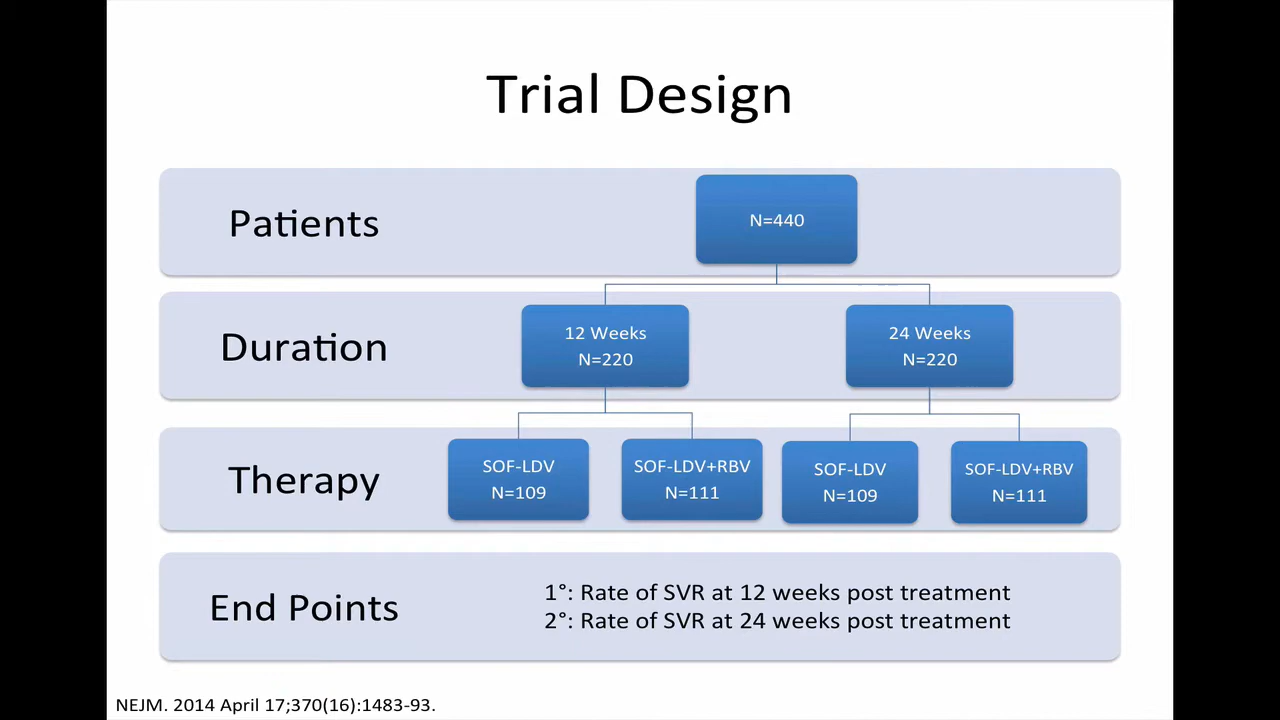 Trial Design
Patients
N=440
Duration
12 Weeks
N=220
24 Weeks
N=220
Therapy
SOF-LDV
N=109
SOF-LDV+RBV
N=111
SOF-LDV
N=109
SOF-LDV+RBV
N=111
End Points
1°: Rate of SVR at 12 weeks post treatment
2°: Rate of SVR at 24 weeks post treatment
NEJM. 2014 April 17;370(16):1483-93.